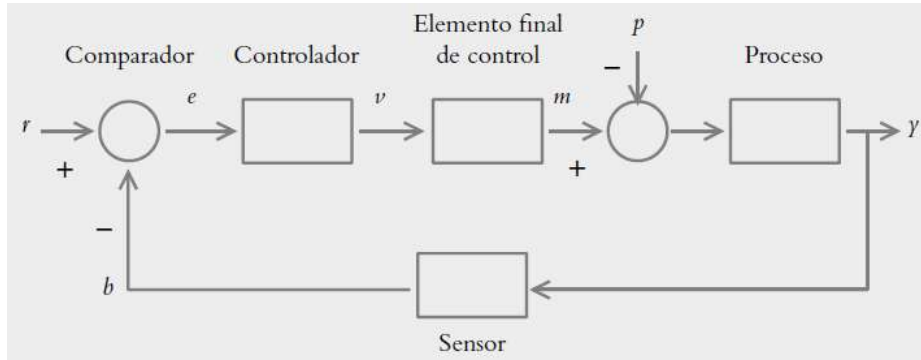 Elemento final
de control
p
Comparador
Controlador
Proceso
−
r
e
v
m
y
+
+
−
b
Sensor